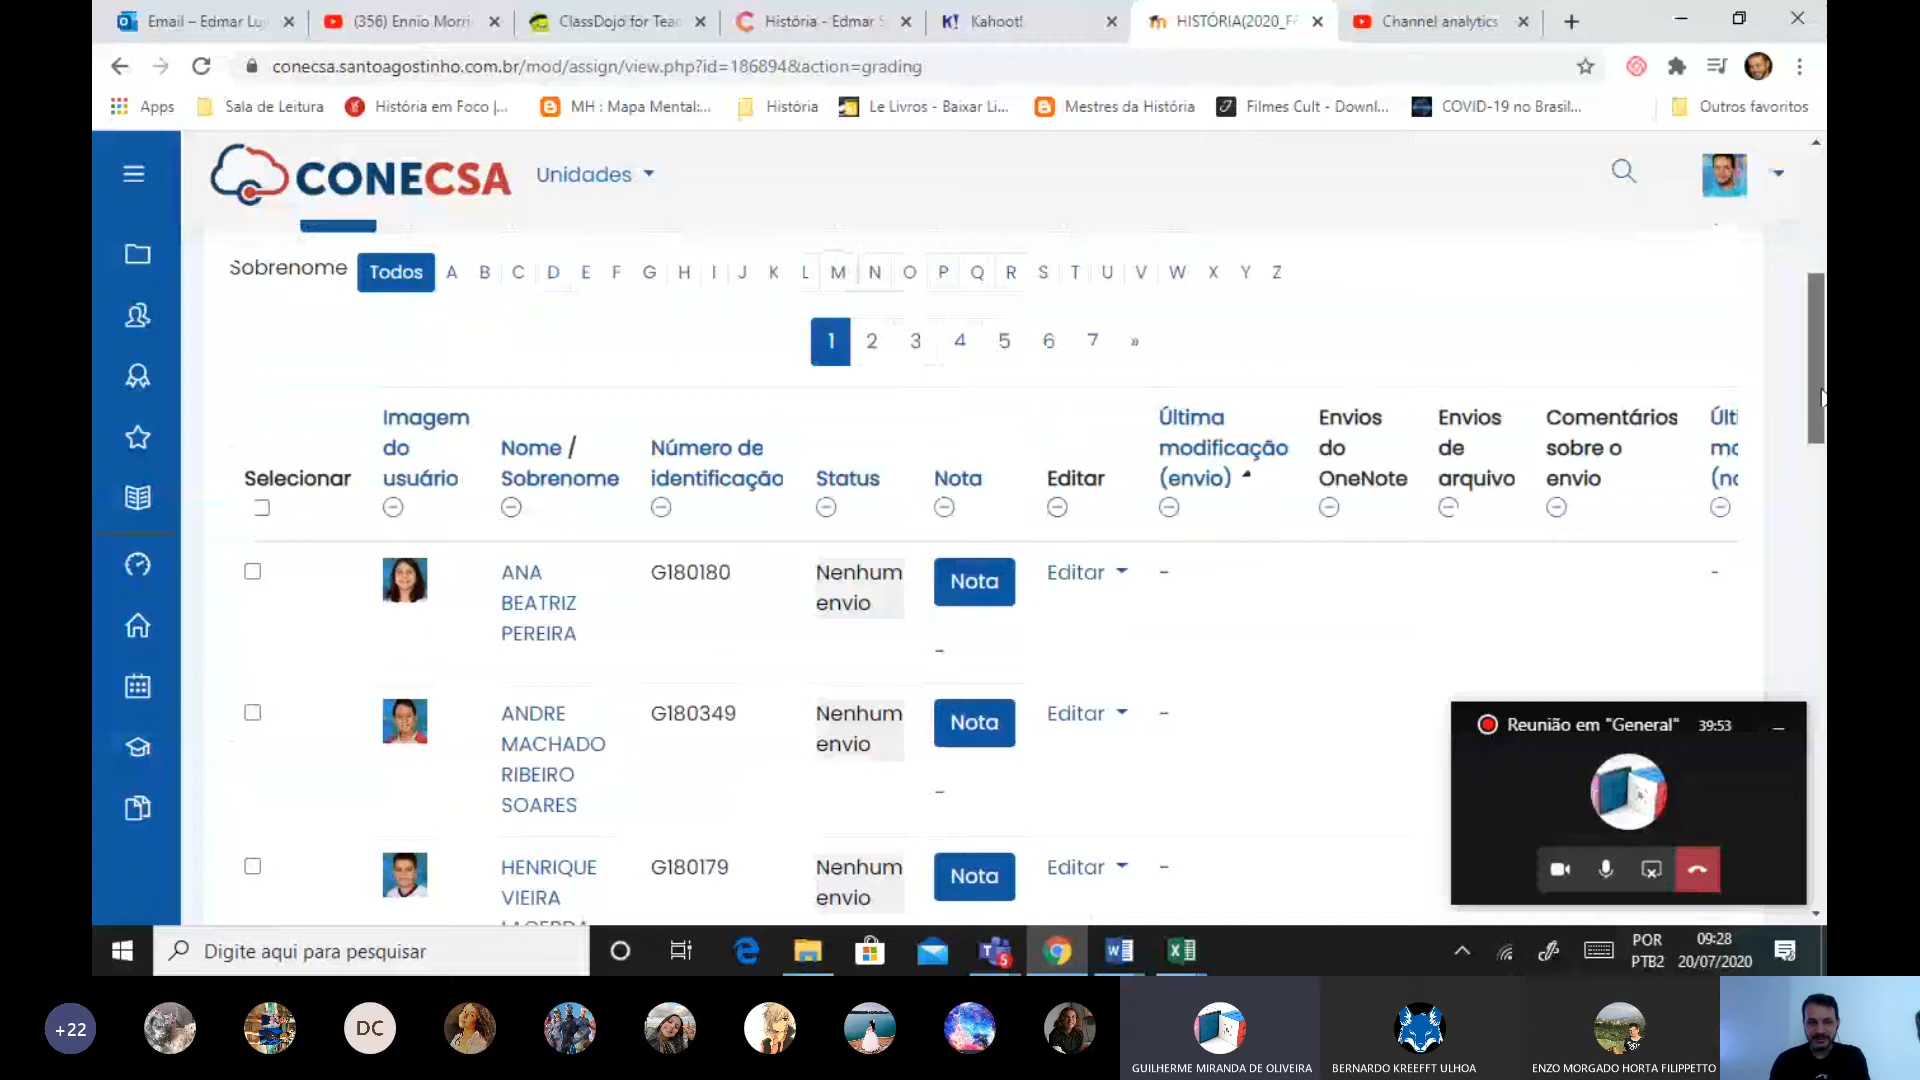 Email – Edmar Lu
(356) Ennio Morri
ClassDojo for Tea
História - Edmar S
Kahoot!
HISTÓRIA(2020_F
Channel analytics
conecsa.santoagostinho.com.br/mod/assign/view.php?id=186894&action=grading
Apps
Sala de Leitura
História em Foco |...
MH : Mapa Mental:...
História
Le Livros - Baixar Li...
Mestres da História
Filmes Cult - Downl...
COVID-19 no Brasil...
Outros favoritos
CONECSA
Unidades
Sobrenome Todos A B C D E F G H I J K L M N O P Q R S T U V W X Y Z
1 2 3 4 5 6 7 »
Selecionar
Imagem
do
usuário
Nome /
Sobrenome
Número de
identificação
Status
Nota
Editar
Última
modificação
(envio)
Envios
do
OneNote
Envios
de
arquivo
Comentários
sobre o
envio
ANA
BEATRIZ
PEREIRA
G180180
Nenhum
envio
Nota
-
Editar
-
-
ANDRE
MACHADO
RIBEIRO
SOARES
G180349
Nenhum
envio
Nota
-
Editar
-
HENRIQUE
VIEIRA
G180179
Nenhum
envio
Nota
Editar
-
Reunião em "General" 39:53
Digite aqui para pesquisar
5
POR
PTB2
09:28
20/07/2020
+22
DC
GUILHERME MIRANDA DE OLIVEIRA
BERNARDO KREEFFT ULHOA
ENZO MORGADO HORTA FILIPPETTO